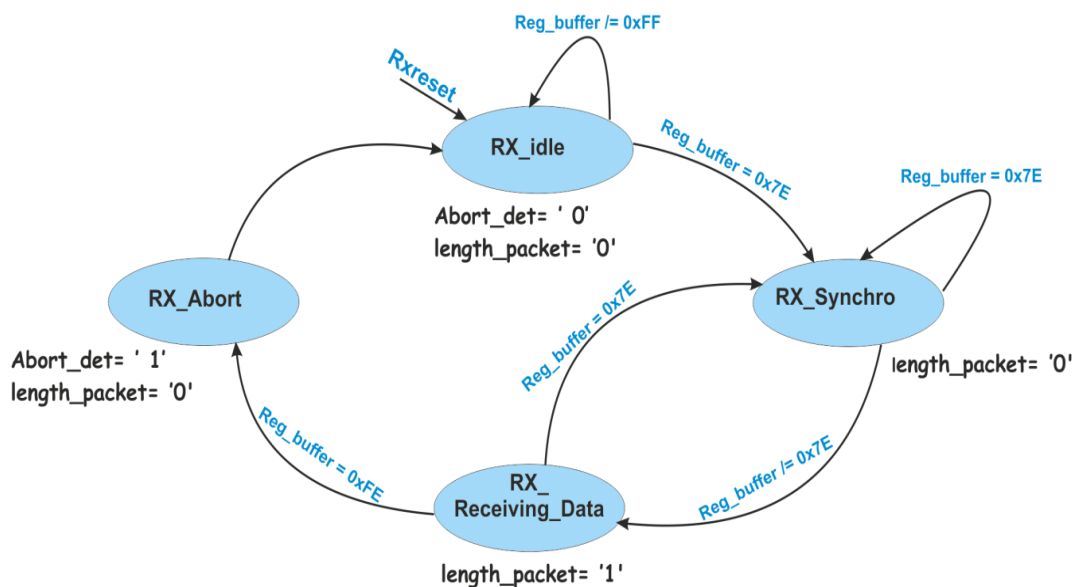 Reg_buffer /= 0xFF
Rxreset
RX_idle
Reg_buffer = 0x7E
Reg_buffer = 0x7E
Abort_det= ' 0'
length_packet= '0'
RX_Abort
RX_Synchro
Reg_buffer = 0x7E
Abort_det= ' 1'
length_packet= '0'
length_packet= '0'
Reg_buffer = 0xFE
Reg_buffer /= 0x7E
RX_
Receiving_Data
length_packet= '1'